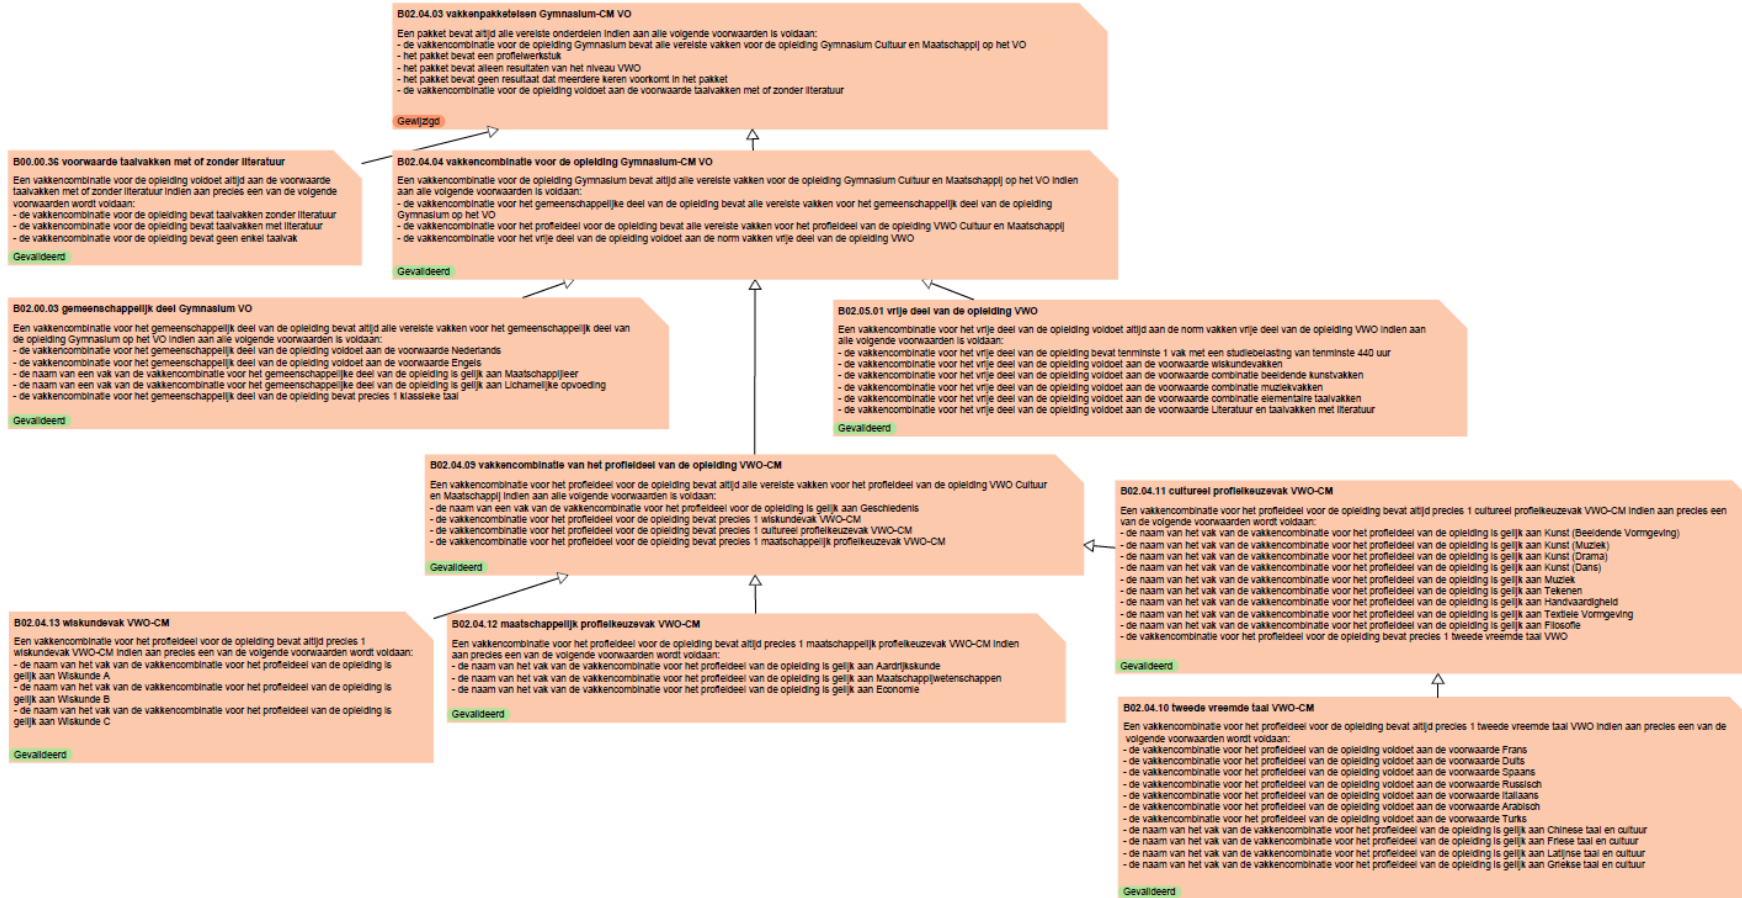 B02.04.03 vakkenpakketeisen Gymnasium-CM VO
Een pakket bevat altijd alle vereiste onderdelen indien aan alle volgende voorwaarden is voldaan:
- de vakkencombinatie voor de opleiding Gymnasium bevat alle vereiste vakken voor de opleiding Gymnasium Cultuur en Maatschappij op het VO
- het pakket bevat een profielwerkstuk
- het pakket bevat alleen resultaten van het niveau VWO
- het pakket bevat geen resultaat dat meerdere keren voorkomt in het pakket
- de vakkencombinatie voor de opleiding voldoet aan de voorwaarde taalvakken met of zonder literatuur
Gewijzigd
B00.00.36 voorwaarde taalvakken met of zonder literatuur
Een vakkencombinatie voor de opleiding voldoet altijd aan de voorwaarde
taalvakken met of zonder literatuur indien aan precies een van de volgende
voorwaarden wordt voldaan:
- de vakkencombinatie voor de opleiding bevat taalvakken zonder literatuur
- de vakkencombinatie voor de opleiding bevat taalvakken met literatuur
- de vakkencombinatie voor de opleiding bevat geen enkel taalvak
Gevalideerd
B02.04.04 vakkencombinatie voor de opleiding Gymnasium-CM VO
Een vakkencombinatie voor de opleiding Gymnasium bevat altijd alle vereiste vakken voor de opleiding Gymnasium Cultuur en Maatschappij op het VO indien
aan alle volgende voorwaarden is voldaan:
- de vakkencombinatie voor het gemeenschappelijke deel van de opleiding bevat alle vereiste vakken voor het gemeenschappelijk deel van de opleiding
Gymnasium op het VO
- de vakkencombinatie voor het profieldeel voor de opleiding bevat alle vereiste vakken voor het profieldeel van de opleiding VWO Cultuur en Maatschappij
- de vakkencombinatie voor het vrije deel van de opleiding voldoet aan de norm vakken vrije deel van de opleiding VWO
Gevalideerd
B02.00.03 gemeenschappelijk deel Gymnasium VO
Een vakkencombinatie voor het gemeenschappelijk deel van de opleiding bevat altijd alle vereiste vakken voor het gemeenschappelijk deel van
de opleiding Gymnasium op het VO indien aan alle volgende voorwaarden is voldaan:
- de vakkencombinatie voor het gemeenschappelijk deel van de opleiding voldoet aan de voorwaarde Nederlands
- de vakkencombinatie voor het gemeenschappelijk deel van de opleiding voldoet aan de voorwaarde Engels
- de naam van een vak van de vakkencombinatie voor het gemeenschappelijke deel van de opleiding is gelijk aan Maatschappijleer
- de naam van een vak van de vakkencombinatie voor het gemeenschappelijke deel van de opleiding is gelijk aan Lichamelijke opvoeding
- de vakkencombinatie voor het gemeenschappelijk deel van de opleiding bevat precies 1 klassieke taal
Gevalideerd
B02.05.01 vrije deel van de opleiding VWO
Een vakkencombinatie voor het vrije deel van de opleiding voldoet altijd aan de norm vakken vrije deel van de opleiding VWO indien aan
alle volgende voorwaarden is voldaan:
- de vakkencombinatie voor het vrije deel van de opleiding bevat tenminste 1 vak met een studiebelasting van tenminste 440 uur
- de vakkencombinatie voor het vrije deel van de opleiding voldoet aan de voorwaarde wiskundevakken
- de vakkencombinatie voor het vrije deel van de opleiding voldoet aan de voorwaarde combinatie beeldende kunstvakken
- de vakkencombinatie voor het vrije deel van de opleiding voldoet aan de voorwaarde combinatie muziekvakken
- de vakkencombinatie voor het vrije deel van de opleiding voldoet aan de voorwaarde combinatie elementaire taalvakken
- de vakkencombinatie voor het vrije deel van de opleiding voldoet aan de voorwaarde Literatuur en taalvakken met literatuur
Gevalideerd
B02.04.09 vakkencombinatie van het profieldeel van de opleiding VWO-CM
Een vakkencombinatie voor het profieldeel voor de opleiding bevat altijd alle vereiste vakken voor het profieldeel van de opleiding VWO Cultuur
en Maatschappij indien aan alle volgende voorwaarden is voldaan:
- de naam van een vak van de vakkencombinatie voor het profieldeel voor de opleiding is gelijk aan Geschiedenis
- de vakkencombinatie voor het profieldeel voor de opleiding bevat precies 1 wiskundevak VWO-CM
- de vakkencombinatie voor het profieldeel voor de opleiding bevat precies 1 cultureel profielkeuzevak VWO-CM
- de vakkencombinatie voor het profieldeel voor de opleiding bevat precies 1 maatschappelijk profielkeuzevak VWO-CM
Gevalideerd
B02.04.11 cultureel profielkeuzevak VWO-CM
Een vakkencombinatie voor het profieldeel voor de opleiding bevat altijd precies 1 cultureel profielkeuzevak VWO-CM indien aan precies een
van de volgende voorwaarden wordt voldaan:
- de naam van het vak van de vakkencombinatie voor het profieldeel van de opleiding is gelijk aan Kunst (Beeldende Vormgeving)
- de naam van het vak van de vakkencombinatie voor het profieldeel van de opleiding is gelijk aan Kunst (Muziek)
- de naam van het vak van de vakkencombinatie voor het profieldeel van de opleiding is gelijk aan Kunst (Drama)
- de naam van het vak van de vakkencombinatie voor het profieldeel van de opleiding is gelijk aan Kunst (Dans)
- de naam van het vak van de vakkencombinatie voor het profieldeel van de opleiding is gelijk aan Muziek
- de naam van het vak van de vakkencombinatie voor het profieldeel van de opleiding is gelijk aan Tekenen
- de naam van het vak van de vakkencombinatie voor het profieldeel van de opleiding is gelijk aan Handvaardigheid
- de naam van het vak van de vakkencombinatie voor het profieldeel van de opleiding is gelijk aan Textiele Vormgeving
- de naam van het vak van de vakkencombinatie voor het profieldeel van de opleiding is gelijk aan Filosofie
- de vakkencombinatie voor het profieldeel voor de opleiding bevat precies 1 tweede vreemde taal VWO
Gevalideerd
B02.04.13 wiskundevak VWO-CM
Een vakkencombinatie voor het profieldeel voor de opleiding bevat altijd precies 1
wiskundevak VWO-CM indien aan precies een van de volgende voorwaarden wordt voldaan:
- de naam van het vak van de vakkencombinatie voor het profieldeel van de opleiding is
gelijk aan Wiskunde A
- de naam van het vak van de vakkencombinatie voor het profieldeel van de opleiding is
gelijk aan Wiskunde B
- de naam van het vak van de vakkencombinatie voor het profieldeel van de opleiding is
gelijk aan Wiskunde C
Gevalideerd
B02.04.12 maatschappelijk profielkeuzevak VWO-CM
Een vakkencombinatie voor het profieldeel voor de opleiding bevat altijd precies 1 maatschappelijk profielkeuzevak VWO-CM indien
aan precies een van de volgende voorwaarden wordt voldaan:
- de naam van het vak van de vakkencombinatie voor het profieldeel van de opleiding is gelijk aan Aardrijkskunde
- de naam van het vak van de vakkencombinatie voor het profieldeel van de opleiding is gelijk aan Maatschappijwetenschappen
- de naam van het vak van de vakkencombinatie voor het profieldeel van de opleiding is gelijk aan Economie
Gevalideerd
B02.04.10 tweede vreemde taal VWO-CM
Een vakkencombinatie voor het profieldeel voor de opleiding bevat altijd precies 1 tweede vreemde taal VWO indien aan precies een van de
volgende voorwaarden wordt voldaan:
- de vakkencombinatie voor het profieldeel van de opleiding voldoet aan de voorwaarde Frans
- de vakkencombinatie voor het profieldeel van de opleiding voldoet aan de voorwaarde Duits
- de vakkencombinatie voor het profieldeel van de opleiding voldoet aan de voorwaarde Spaans
- de vakkencombinatie voor het profieldeel van de opleiding voldoet aan de voorwaarde Russisch
- de vakkencombinatie voor het profieldeel van de opleiding voldoet aan de voorwaarde Italiaans
- de vakkencombinatie voor het profieldeel van de opleiding voldoet aan de voorwaarde Arabisch
- de vakkencombinatie voor het profieldeel van de opleiding voldoet aan de voorwaarde Turks
- de naam van het vak van de vakkencombinatie voor het profieldeel van de opleiding is gelijk aan Chinese taal en cultuur
- de naam van het vak van de vakkencombinatie voor het profieldeel van de opleiding is gelijk aan Friese taal en cultuur
- de naam van het vak van de vakkencombinatie voor het profieldeel van de opleiding is gelijk aan Latijnse taal en cultuur
- de naam van het vak van de vakkencombinatie voor het profieldeel van de opleiding is gelijk aan Griekse taal en cultuur
Gevalideerd